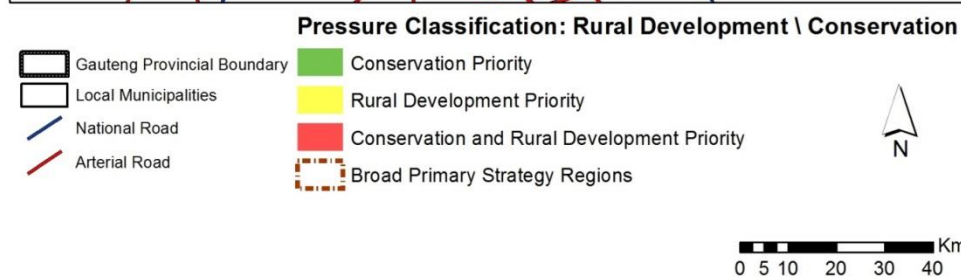 Pressure Classification: Rural Development \ Conservation
Gauteng Provincial Boundary
Local Municipalities
National Road
Arterial Road
Conservation Priority
Rural Development Priority
Conservation and Rural Development Priority
Broad Primary Strategy Regions
N
Km
0 5 10 20 30 40